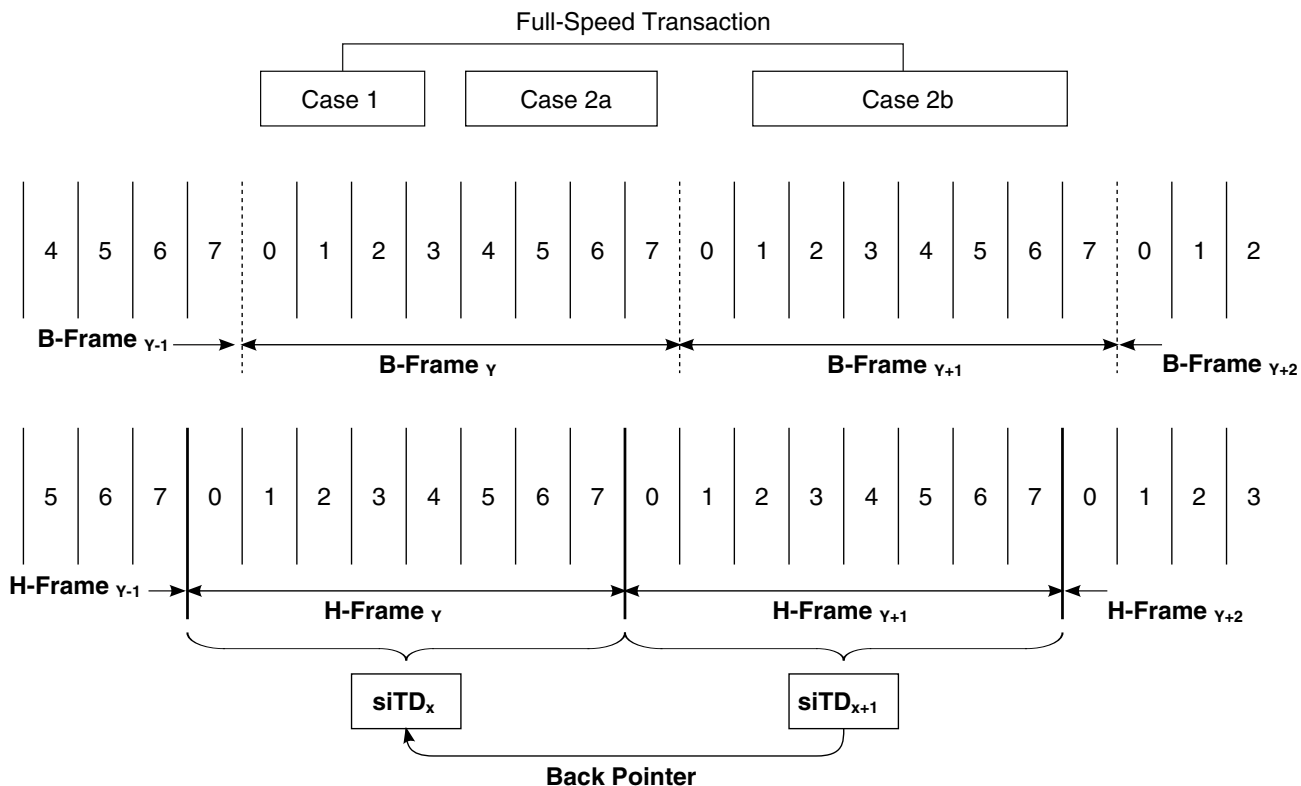 Full-Speed Transaction
Case 1 Case 2a Case 2b
4 5 6 7 0 1 2 3 4 5 6 7 0 1 2 3 4 5 6 7 0 1 2
B-Frame Y-1 B-Frame Y B-Frame Y+1 B-Frame Y+2
5 6 7 0 1 2 3 4 5 6 7 0 1 2 3 4 5 6 7 0 1 2 3
H-Frame Y-1 H-Frame Y H-Frame Y+1 H-Frame Y+2
siTDx siTDx+1
Back Pointer